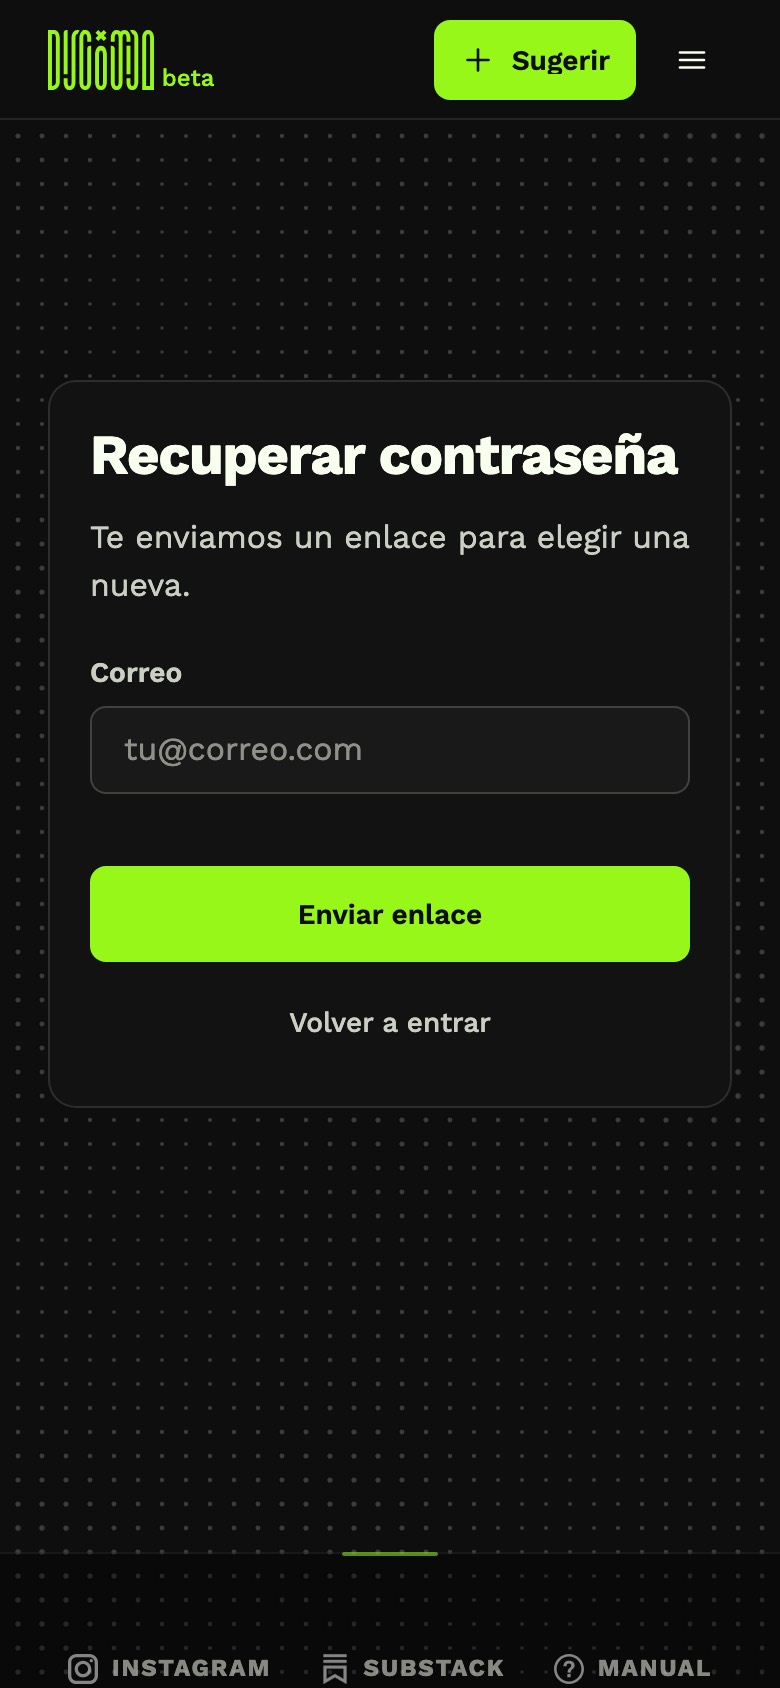 beta
Sugerir
Recuperar contraseña
Te enviamos un enlace para elegir una
nueva.
Correo
tu@correo.com
Enviar enlace
Volver a entrar
INSTAGRAM
SUBSTACK
MANUAL